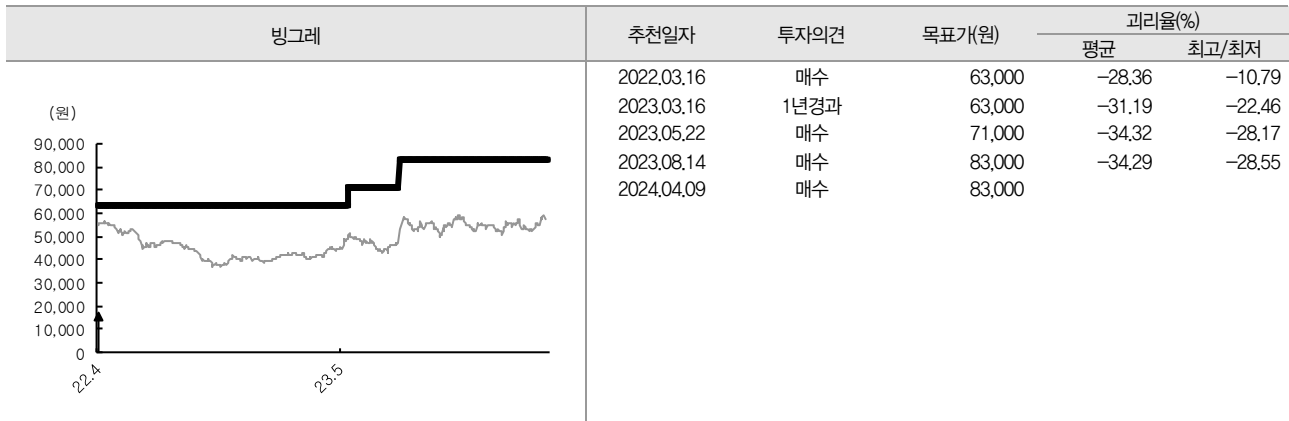 빙그레 추천일자 투자의견 목표가(원) 괴리율(%)
평균 최고/최저
2022.03.16 매수 63,000 -28.36 -10.79
2023.03.16 1년경과 63,000 -31.19 -22.46
2023.05.22 매수 71,000 -34.32 -28.17
2023.08.14 매수 83,000 -34.29 -28.55
2024.04.09 매수 83,000
(원)
90,000
80,000
70,000
60,000
50,000
40,000
30,000
20,000
10,000
0
22.4 23.5